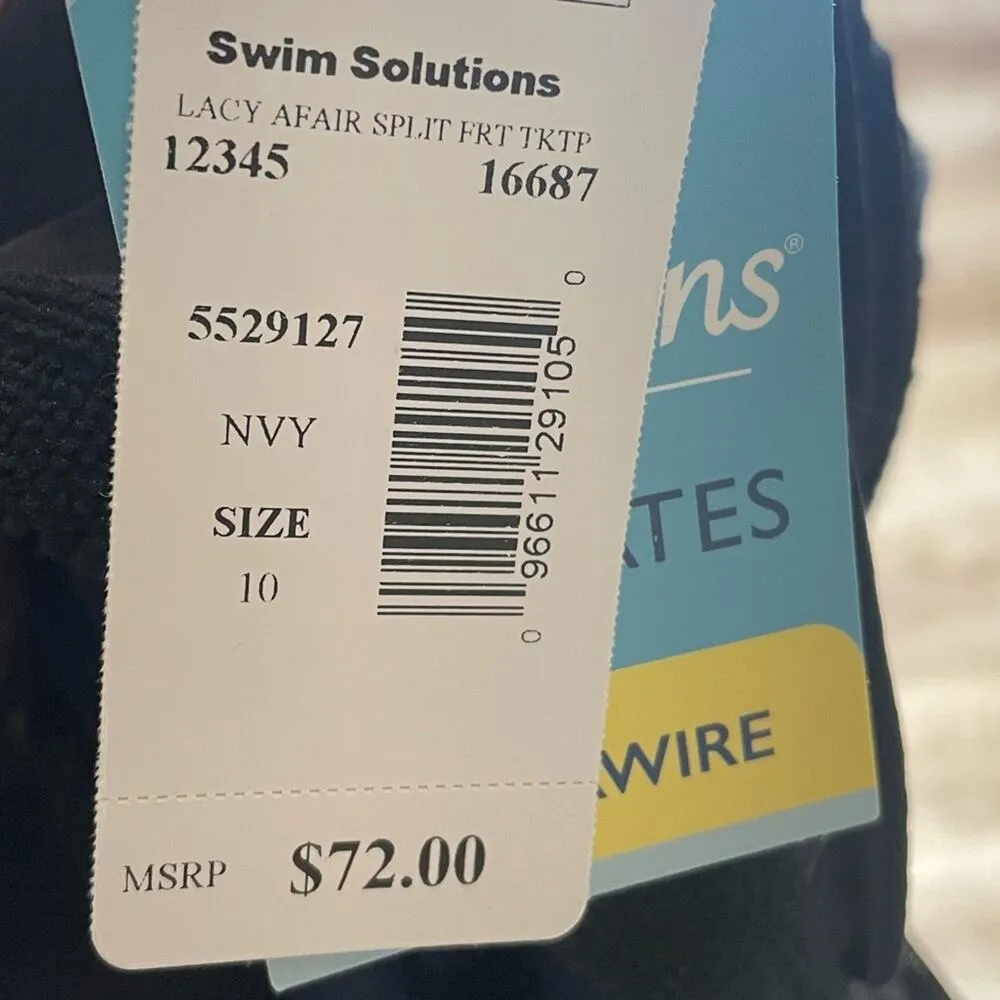 Swim Solutions
LACY AFAIR SPLIT FRT TKTP
12345 16687
5529127
NVY
SIZE
10
0 96611 29105 0
MSRP $72.00
ns®
ATES
WIRE